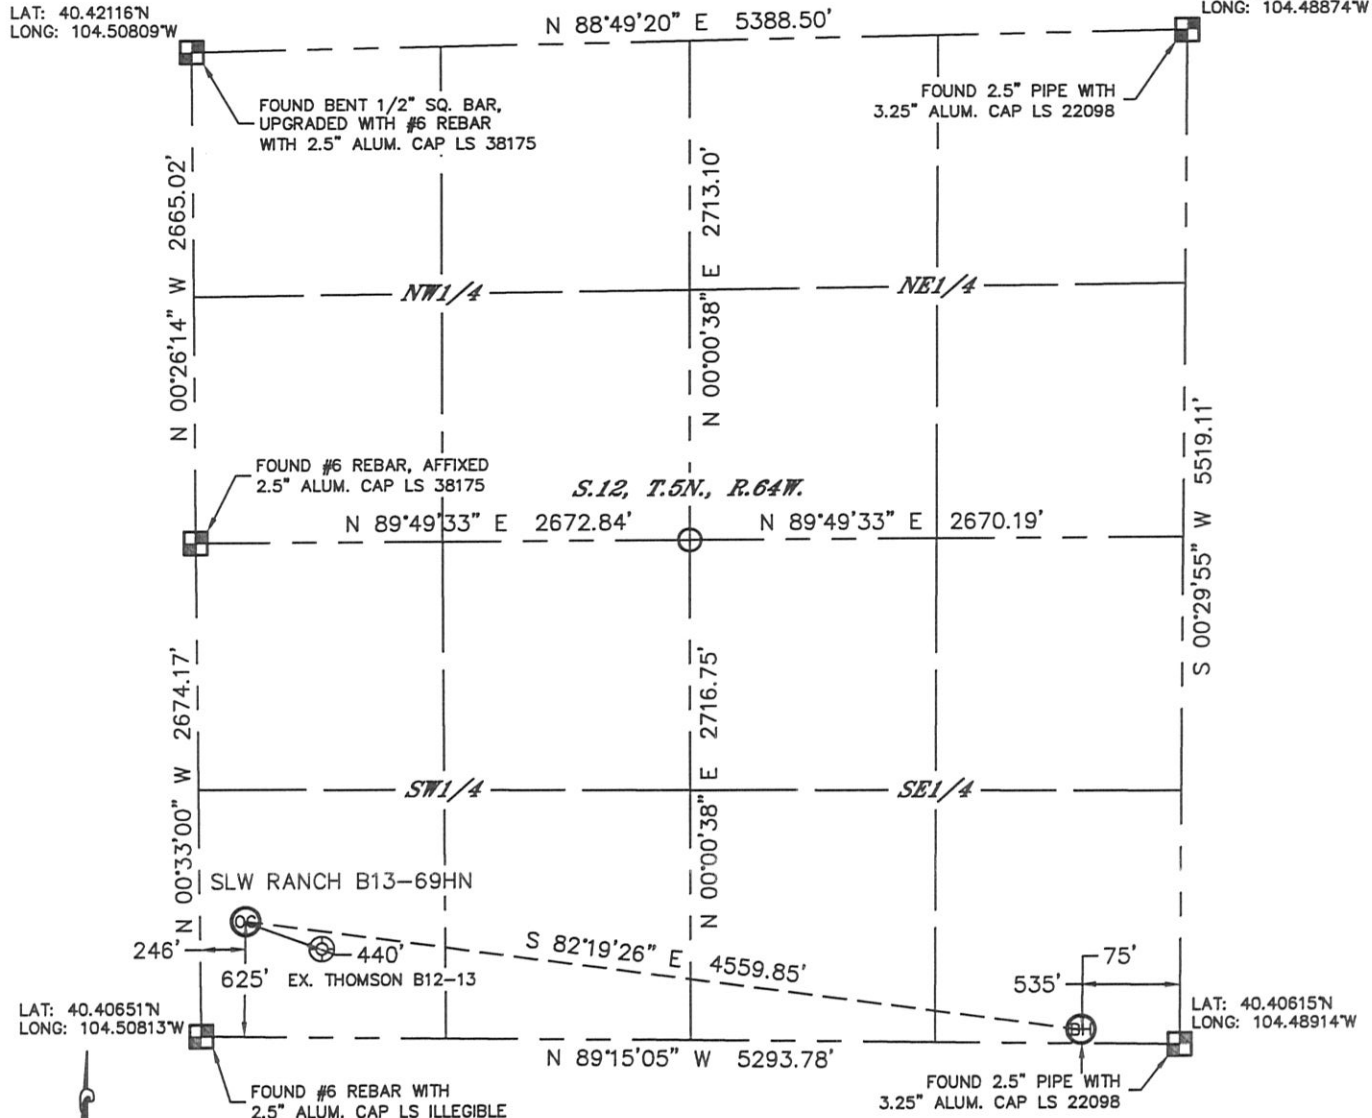 LAT: 40.42116°N
LONG: 104.50809°W
LONG: 104.48874°W
N 88°49'20" E 5388.50'
FOUND BENT 1/2" SQ. BAR,
UPGRADED WITH #6 REBAR
WITH 2.5" ALUM. CAP LS 38175
FOUND 2.5" PIPE WITH
3.25" ALUM. CAP LS 22098
N 00°26'14" W 2665.02'
N 00°00'38" E 2713.10'
NW1/4
NE1/4
S 00°29'55" W 5519.11'
FOUND #6 REBAR, AFFIXED
2.5" ALUM. CAP LS 38175
S.12, T.5N., R.64W.
N 89°49'33" E 2672.84'
N 89°49'33" E 2670.19'
N 00°33'00" W 2674.17'
N 00°00'38" E 2716.75'
SW1/4
SE1/4
SLW RANCH B13-69HN
OG
246'
440'
625'
EX. THOMSON B12-13
S 82°19'26" E 4559.85'
75'
535'
BH
LAT: 40.40651°N
LONG: 104.50813°W
LAT: 40.40615°N
LONG: 104.48914°W
N 89°15'05" W 5293.78'
FOUND #6 REBAR WITH
2.5" ALUM. CAP LS ILLEGIBLE
FOUND 2.5" PIPE WITH
3.25" ALUM. CAP LS 22098